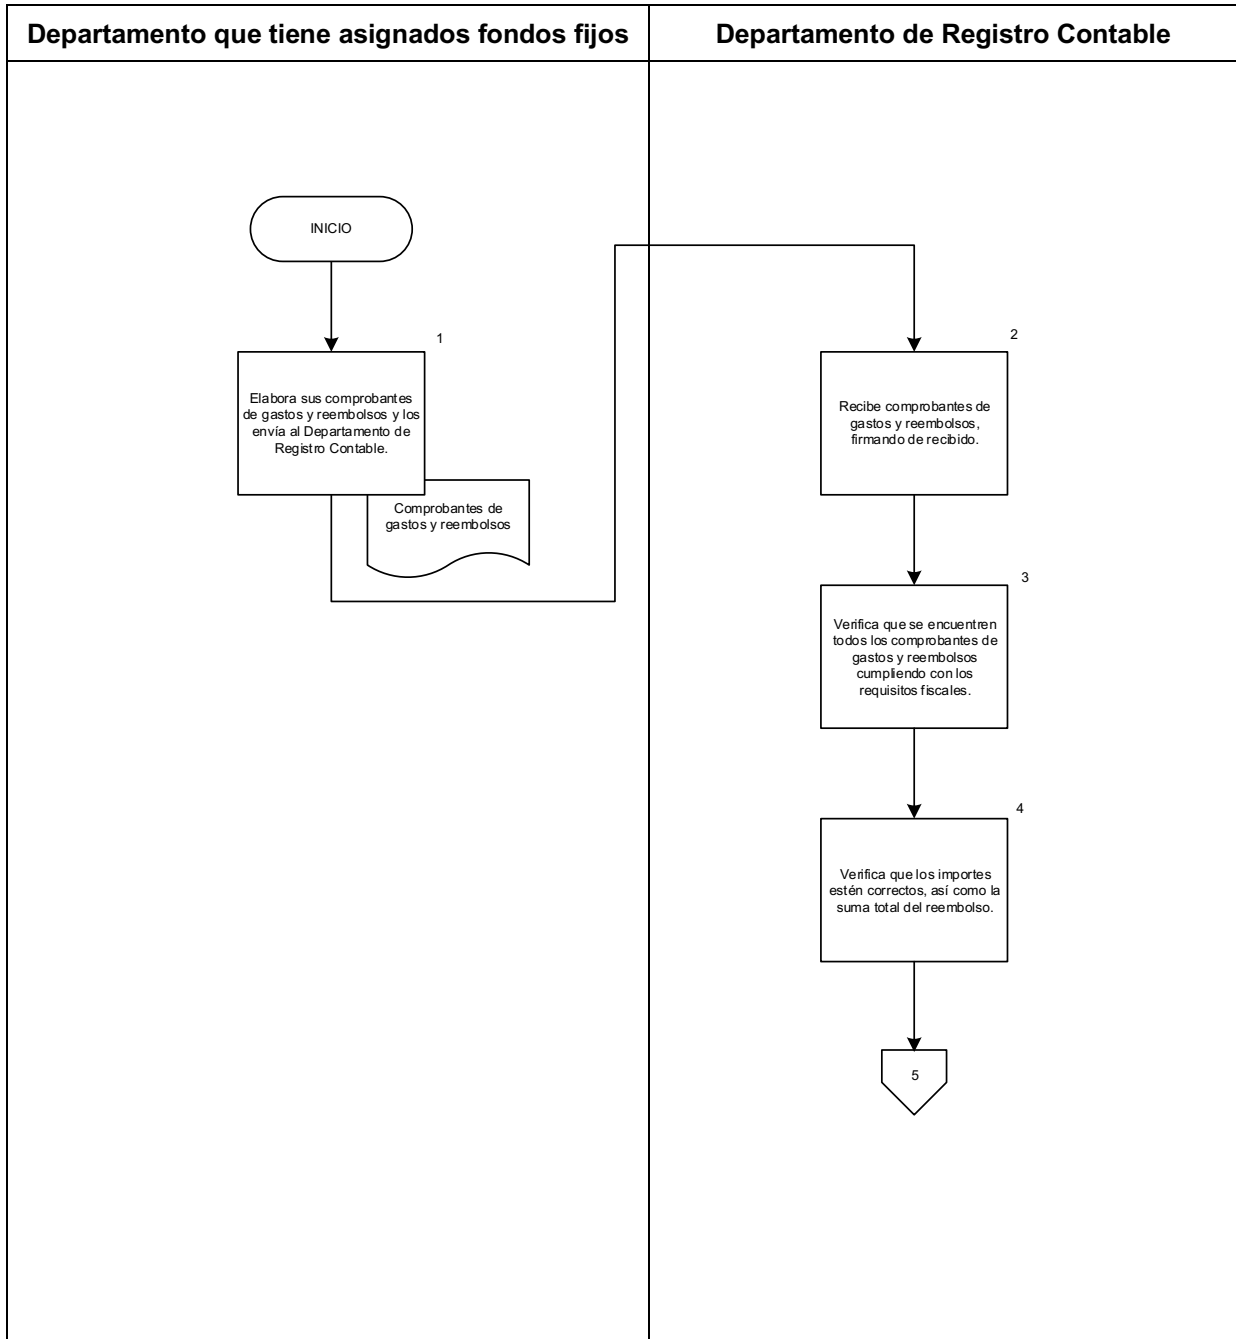 Departamento que tiene asignados fondos fijos
Departamento de Registro Contable
INICIO
1
Elabora sus comprobantes
de gastos y reembolsos y los
envía al Departamento de
Registro Contable.
Comprobantes de
gastos y reembolsos
2
Recibe comprobantes de
gastos y reembolsos,
firmando de recibido.
3
Verifica que se encuentren
todos los comprobantes de
gastos y reembolsos
cumpliendo con los
requisitos fiscales.
4
Verifica que los importes
estén correctos, así como la
suma total del reembolso.
5